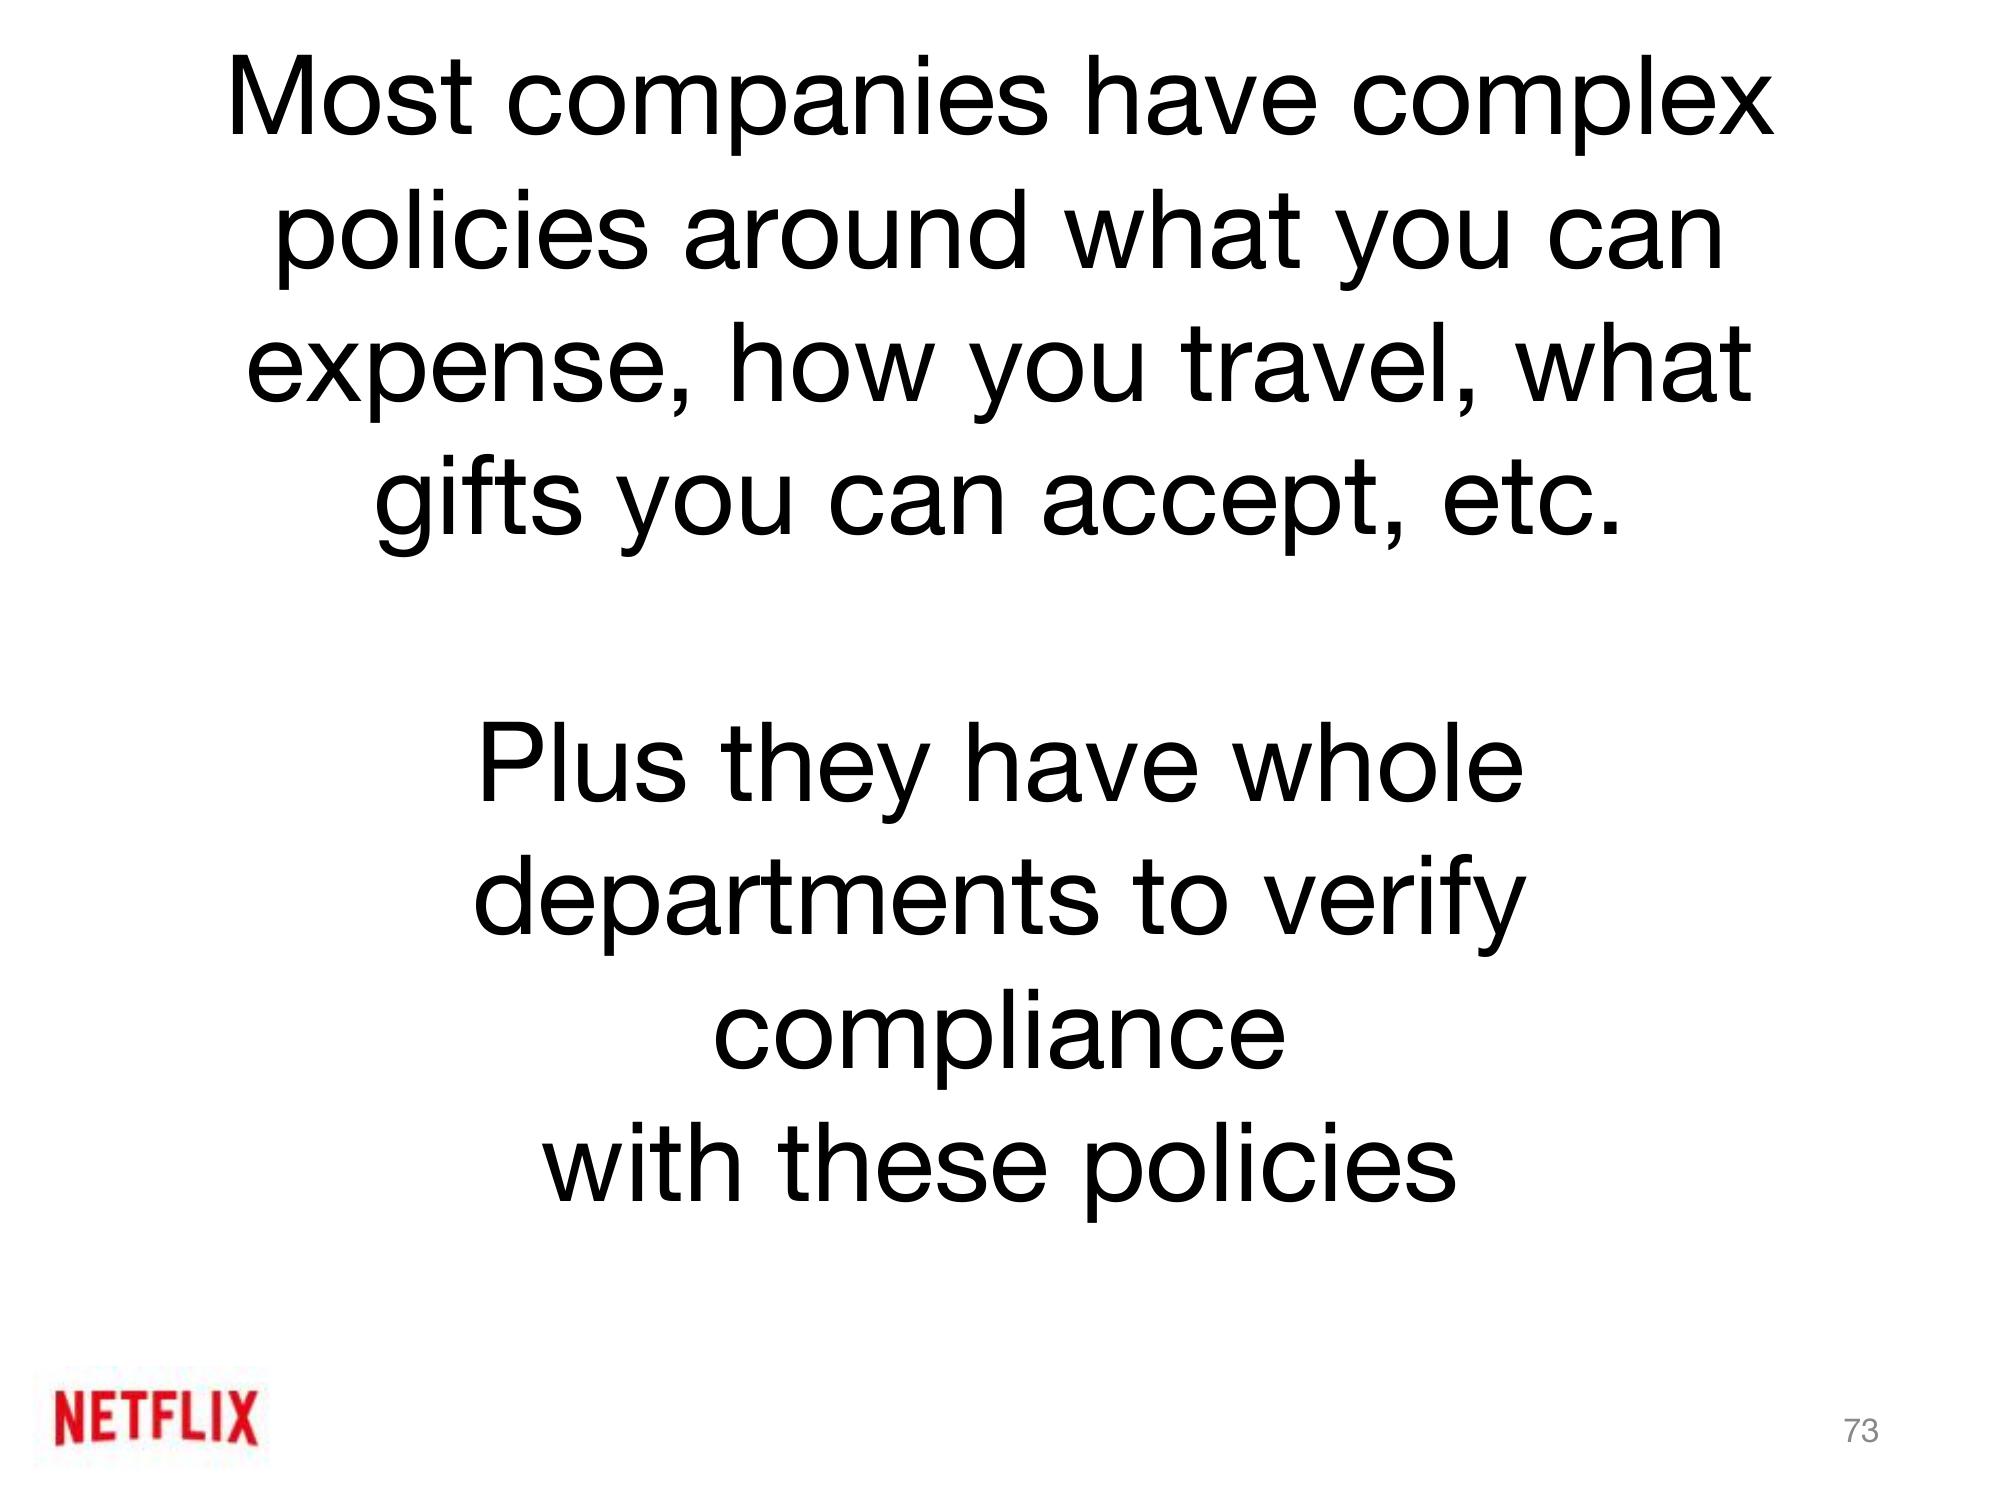 Most companies have complex
policies around what you can
expense, how you travel, what
gifts you can accept, etc.
Plus they have whole
departments to verify
compliance
with these policies
NETFLIX
73